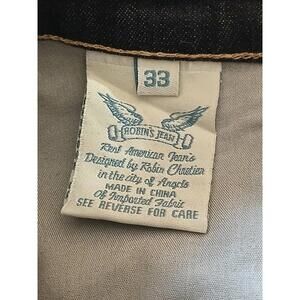 33
ROBIN'S JEAN
Real American Jeans
Designed by Robin Chretien
in the city of Angels
MADE IN CHINA
Of Imported Fabric
SEE REVERSE FOR CARE